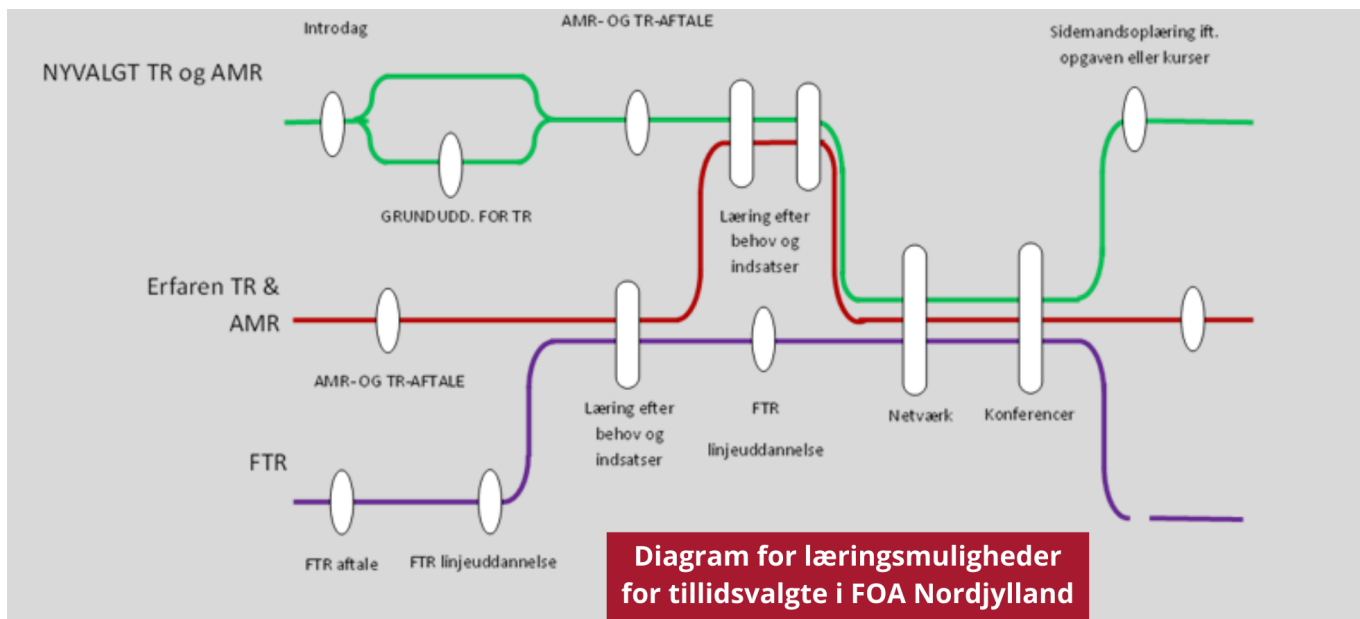 Introdag
AMR- OG TR-AFTALE
Sidemandsoplæring ift.
opgaven eller kurser
NYVALGT TR og AMR
GRUNDUDD. FOR TR
Læring efter
behov og
indsatser
Erfaren TR &
AMR
AMR- OG TR-AFTALE
Læring efter
behov og
indsatser
FTR
linjeuddannelse
Netværk
Konferencer
FTR
FTR aftale
FTR linjeuddannelse
Diagram for læringsmuligheder
for tillidsvalgte i FOA Nordjylland